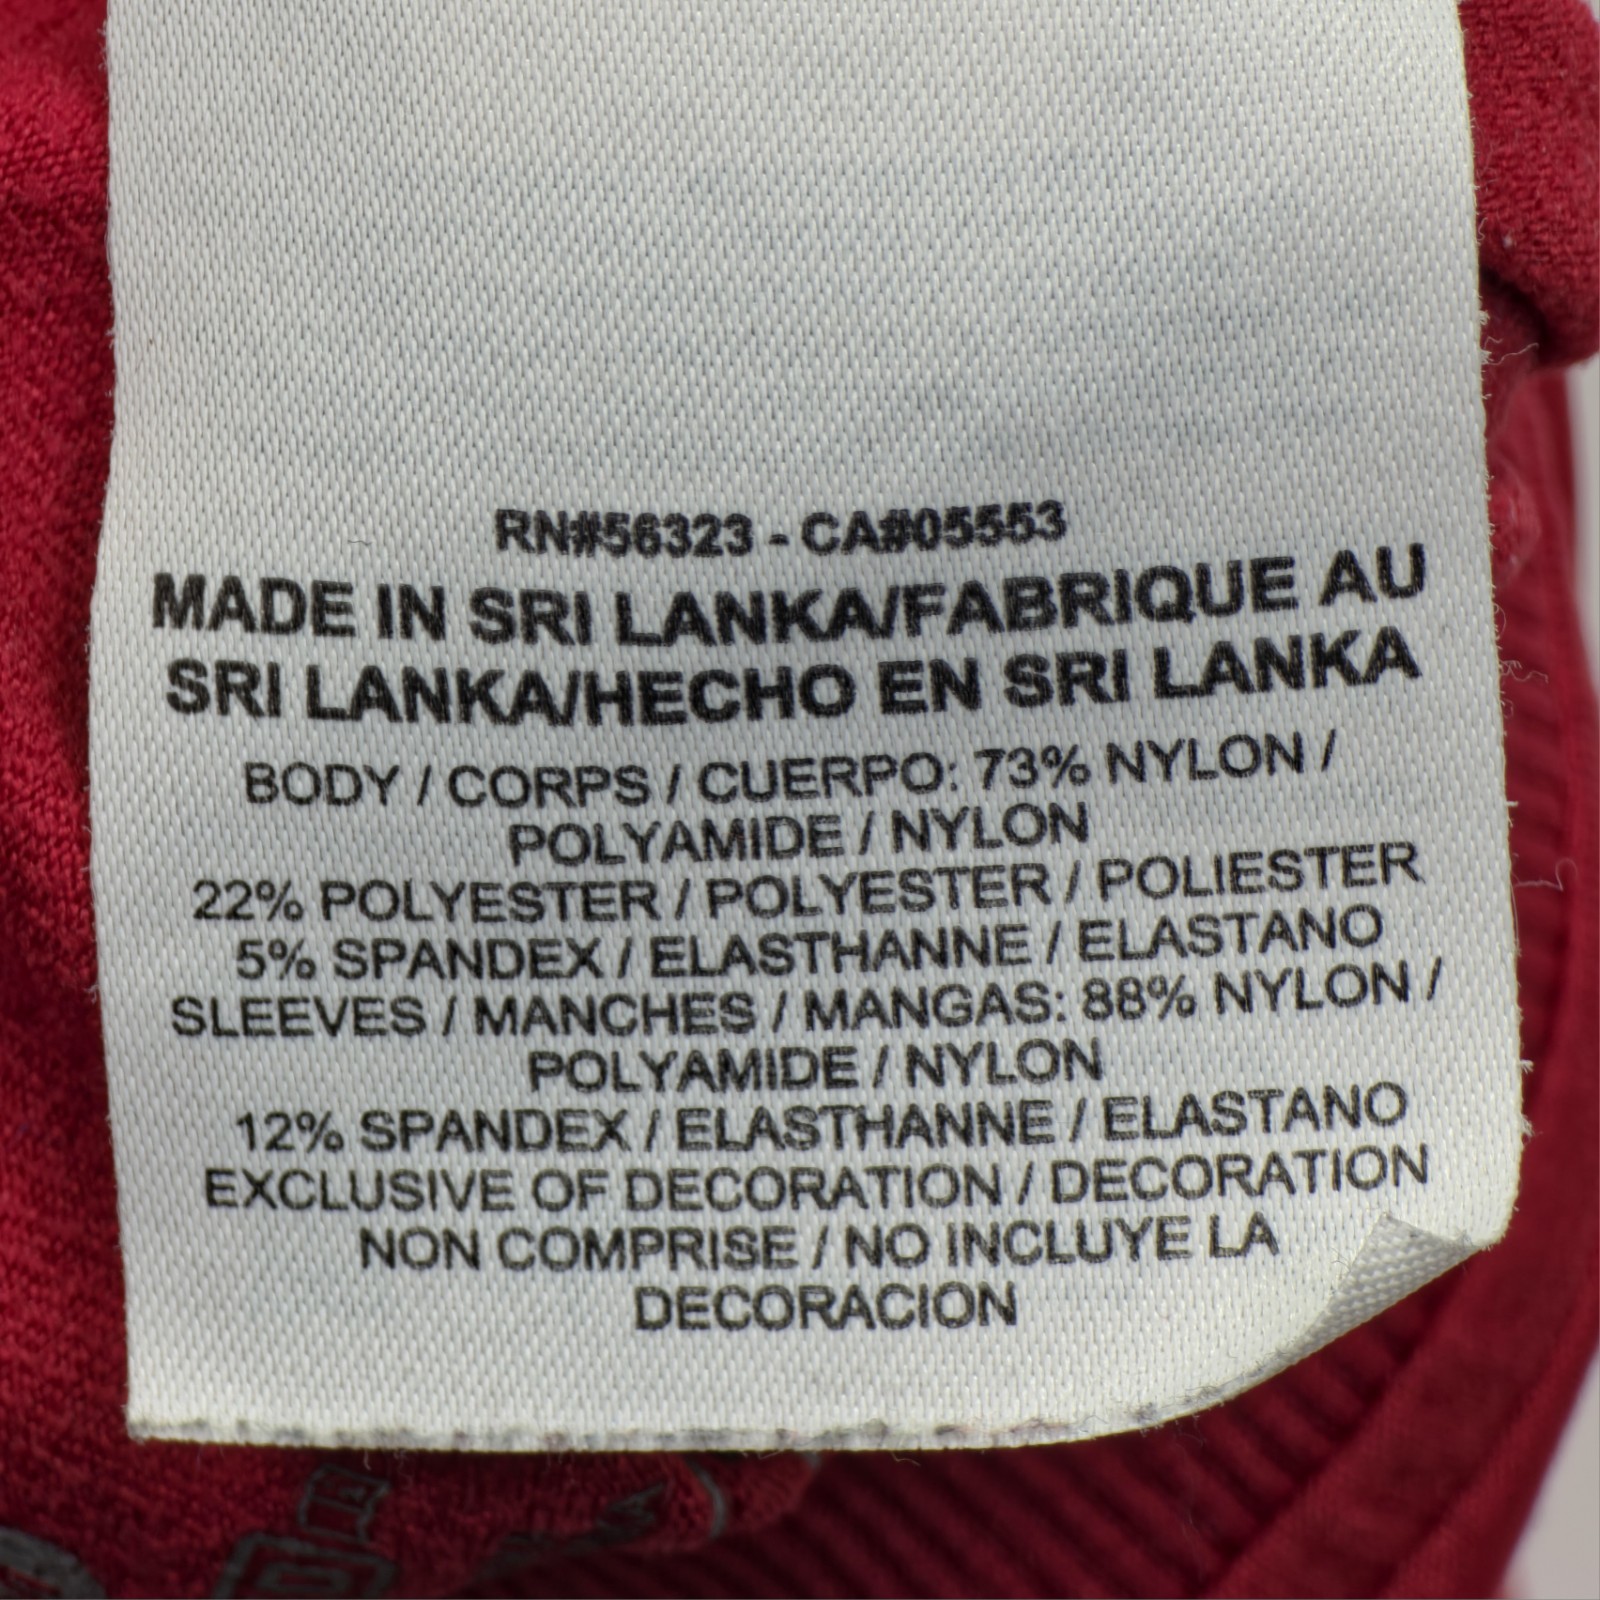 RN#56323 - CA#05553
MADE IN SRI LANKA/FABRIQUE AU
SRI LANKA/HECHO EN SRI LANKA
BODY / CORPS / CUERPO: 73% NYLON /
POLYAMIDE / NYLON
22% POLYESTER / POLYESTER / POLIESTER
5% SPANDEX / ELASTHANNE / ELASTANO
SLEEVES / MANCHES / MANGAS: 88% NYLON /
POLYAMIDE / NYLON
12% SPANDEX / ELASTHANNE / ELASTANO
EXCLUSIVE OF DECORATION / DECORATION
NON COMPRISE / NO INCLUYE LA
DECORACION